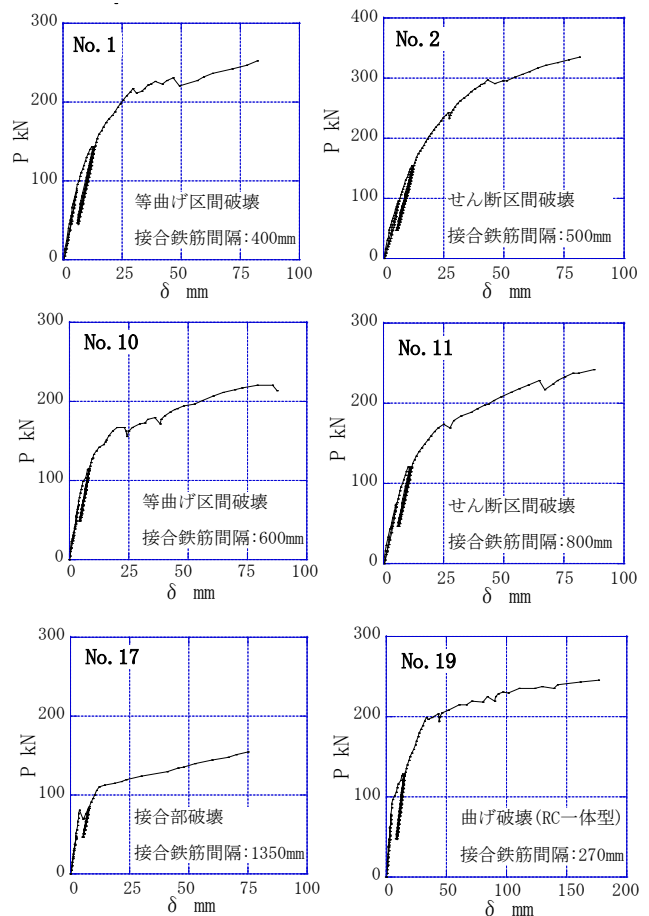 No.1
300
200
100
0
P kN
等曲げ区間破壊
接合鉄筋間隔:400mm
0 25 50 75 100
δ mm
No.2
400
300
200
100
0
P kN
せん断区間破壊
接合鉄筋間隔:500mm
0 25 50 75 100
δ mm
No.10
300
200
100
0
P kN
等曲げ区間破壊
接合鉄筋間隔:600mm
0 25 50 75 100
δ mm
No.11
300
200
100
0
P kN
せん断区間破壊
接合鉄筋間隔:800mm
0 25 50 75 100
δ mm
No.17
300
200
100
0
P kN
接合部破壊
接合鉄筋間隔:1350mm
0 25 50 75 100
δ mm
No.19
300
200
100
0
P kN
曲げ破壊(RC一体型)
接合鉄筋間隔:270mm
0 50 100 150 200
δ mm